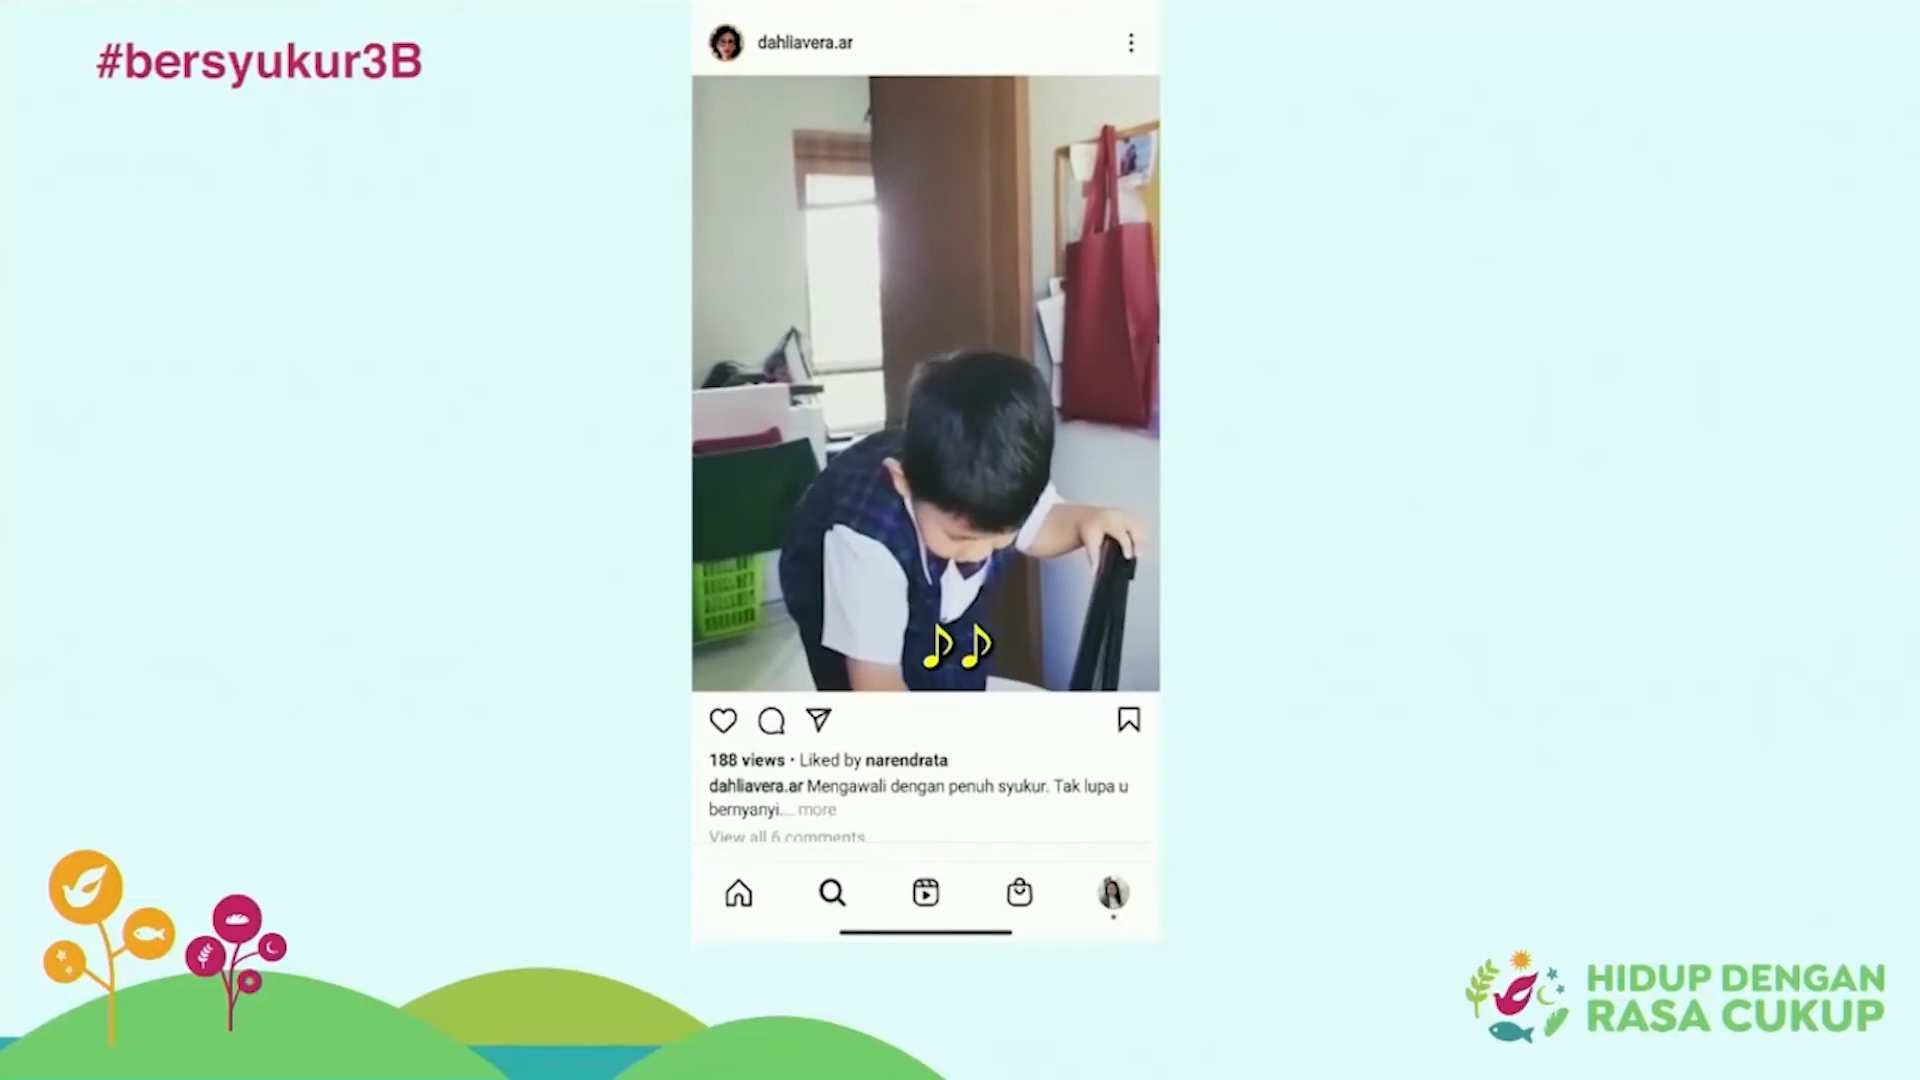 #bersyukur3B
dahliavera.ar
188 views · Liked by narendrata
dahliavera.ar Mengawali dengan penuh syukur. Tak lupa u
bernyanyi.... more
View all 6 comments
HIDUP DENGAN
RASA CUKUP